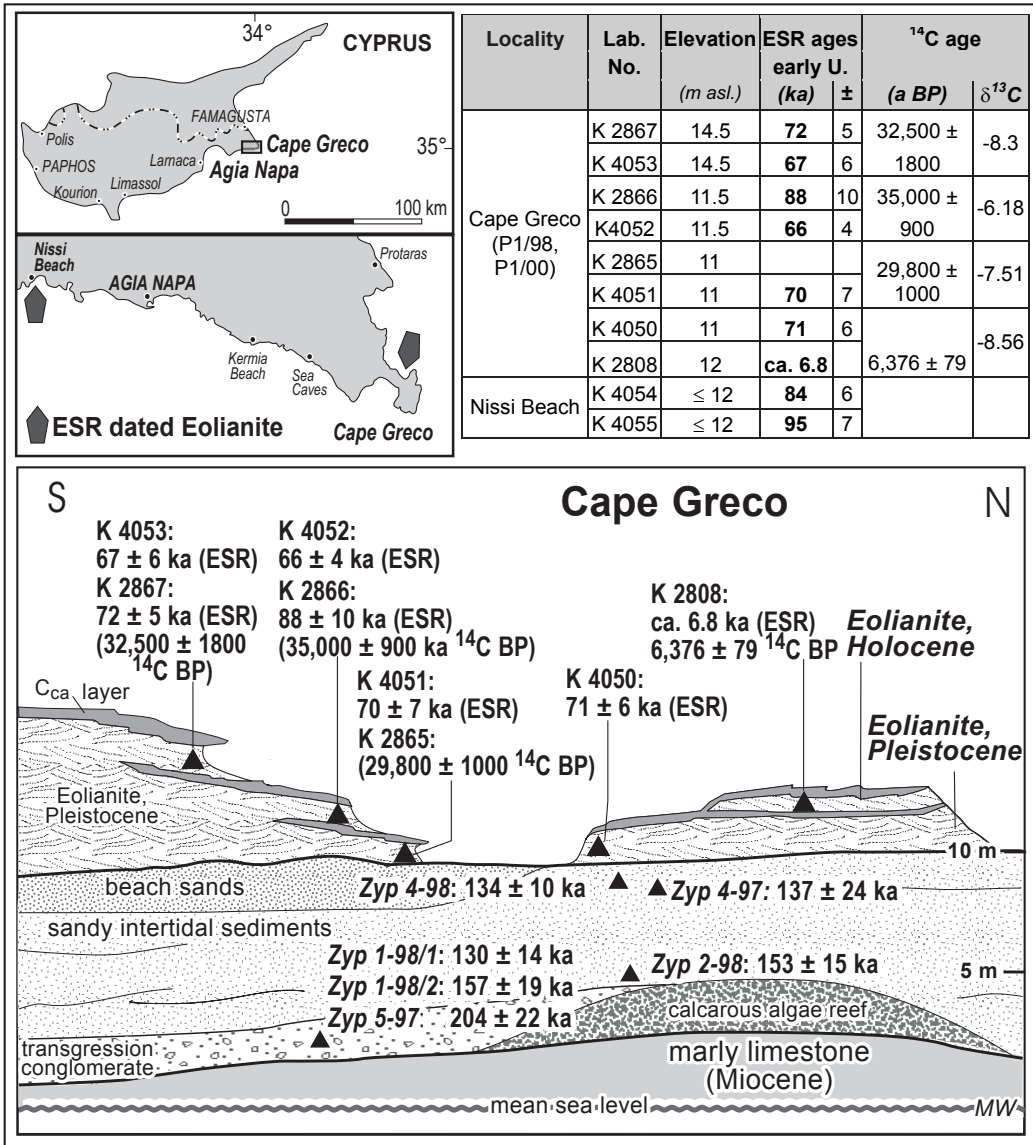 34°
CYPRUS
FAMAGUSTA
Polis
Cape Greco
35°
PAPHOS
Larnaca
Agia Napa
Limassol
Kourion
0 100 km
Nissi
Beach
Protaras
AGIA NAPA
Kermia
Beach
Sea
Caves
ESR dated Eolianite
Cape Greco
Locality Lab. No. Elevation (m asl.) ESR ages early U. (ka) ± ¹⁴C age (a BP) δ¹³C
Cape Greco
(P1/98,
P1/00)
K 2867 14.5 72 5 32,500 ± -8.3
K 4053 14.5 67 6 1800
K 2866 11.5 88 10 35,000 ± -6.18
K4052 11.5 66 4 900
K 2865 11 29,800 ± -7.51
K 4051 11 70 7 1000
K 4050 11 71 6 -8.56
K 2808 12 ca. 6.8 6,376 ± 79
Nissi Beach
K 4054 ≤ 12 84 6
K 4055 ≤ 12 95 7
S
Cape Greco
N
K 4053:
67 ± 6 ka (ESR)
K 2867:
72 ± 5 ka (ESR)
(32,500 ± 1800
¹⁴C BP)
K 4052:
66 ± 4 ka (ESR)
K 2866:
88 ± 10 ka (ESR)
(35,000 ± 900 ka ¹⁴C BP)
K 4051:
70 ± 7 ka (ESR)
K 2865:
(29,800 ± 1000 ¹⁴C BP)
K 4050:
71 ± 6 ka (ESR)
K 2808:
ca. 6.8 ka (ESR)
6,376 ± 79 ¹⁴C BP
Eolianite,
Holocene
Eolianite,
Pleistocene
Cca layer
Eolianite,
Pleistocene
10 m
beach sands
Zyp 4-98: 134 ± 10 ka
Zyp 4-97: 137 ± 24 ka
sandy intertidal sediments
Zyp 1-98/1: 130 ± 14 ka
Zyp 1-98/2: 157 ± 19 ka
Zyp 5-97: 204 ± 22 ka
Zyp 2-98: 153 ± 15 ka
5 m
calcarous algae reef
transgression
conglomerate
marly limestone
(Miocene)
mean sea level
MW